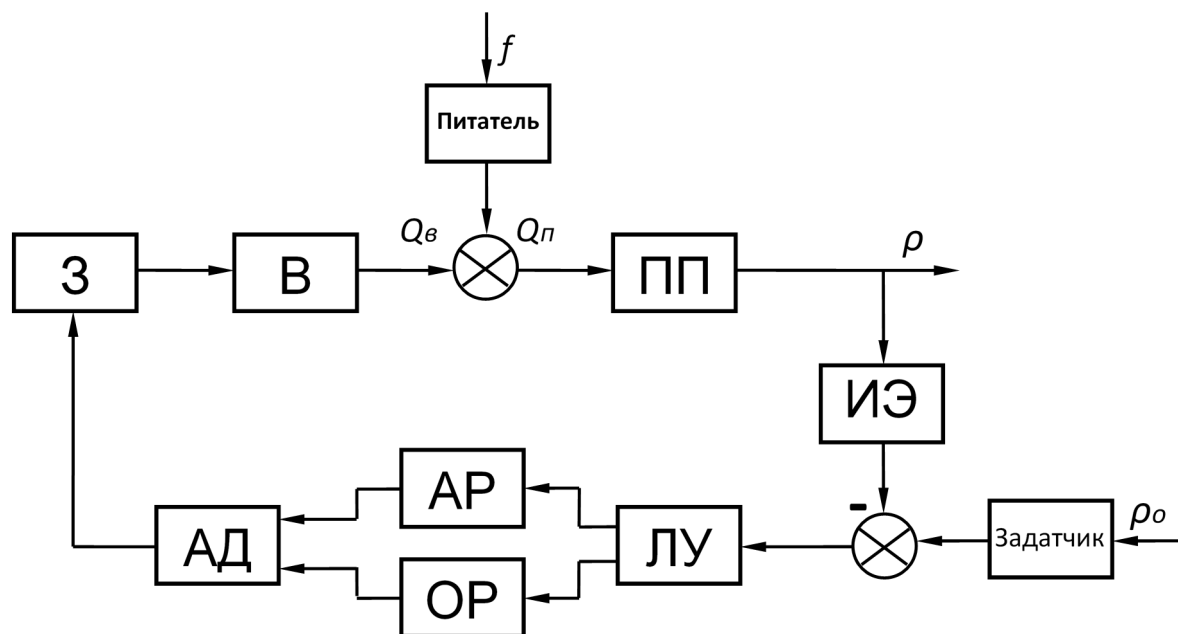 f
Питатель
Qв
Qп
ρ
З
В
ПП
ИЭ
АР
-
АД
ЛУ
Задатчик
ρо
ОР